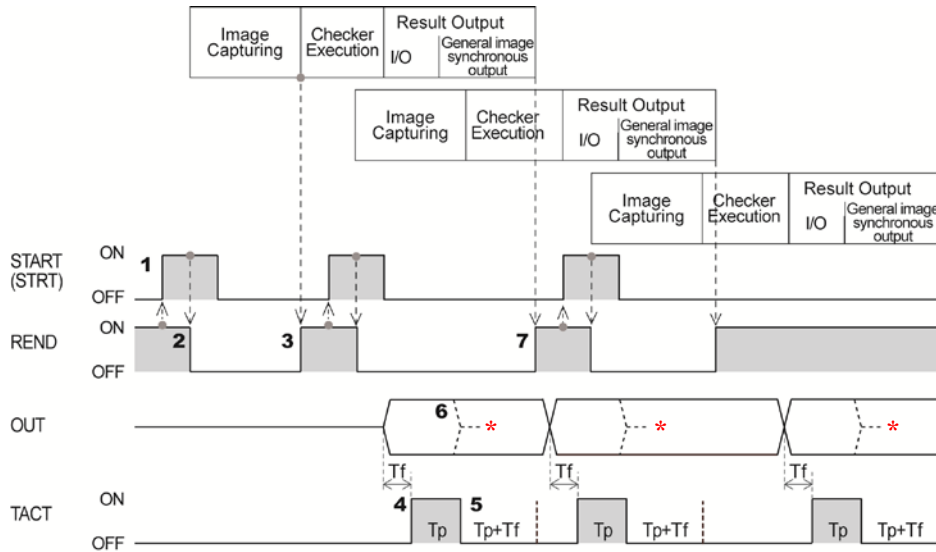 Image
Capturing
Checker
Execution
Result Output
I/O
General image
synchronous
output
Image
Capturing
Checker
Execution
Result Output
I/O
General image
synchronous
output
Image
Capturing
Checker
Execution
Result Output
I/O
General image
synchronous
output
START
(STRT)
ON
OFF
1
REND
ON
OFF
2
3
7
OUT
6
*
*
*
Tf
Tf
Tf
TACT
ON
OFF
4
Tp
5
Tp+Tf
Tp
Tp+Tf
Tp
Tp+Tf